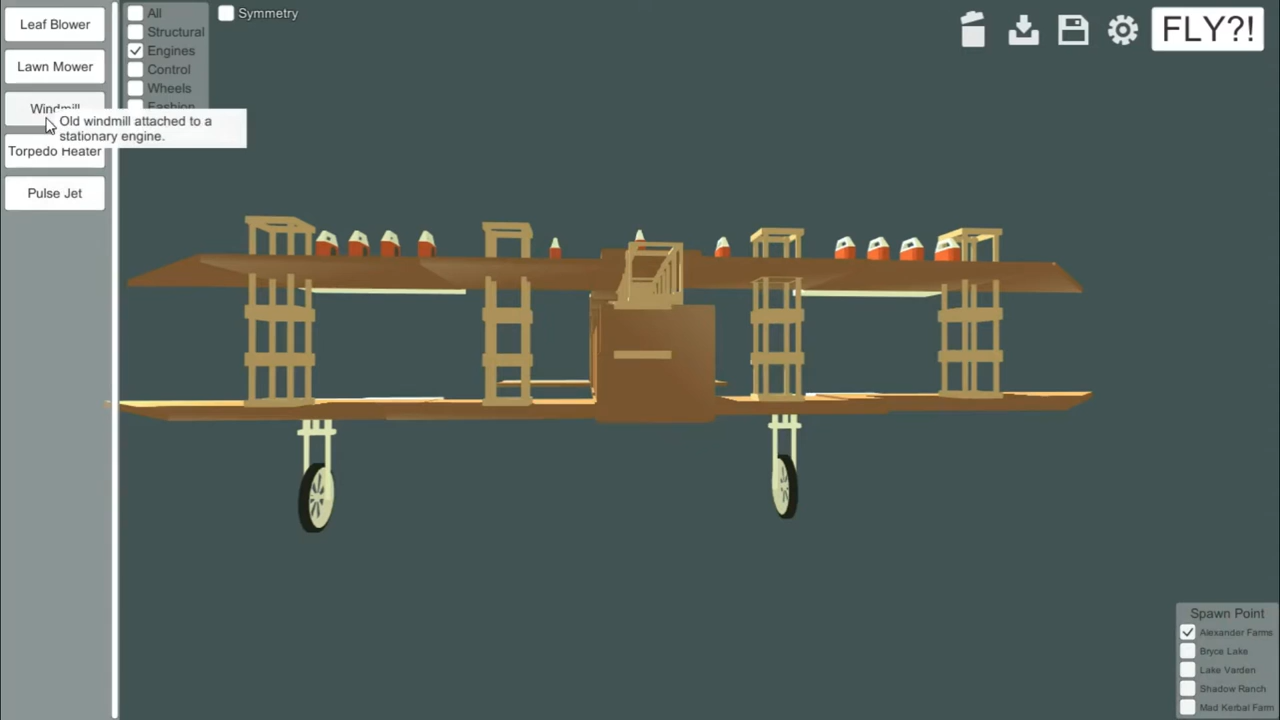 Leaf Blower
Lawn Mower
Windmill
Torpedo Heater
Pulse Jet
All
Structural
Engines
Control
Wheels
Fashion
Symmetry
Old windmill attached to a
stationary engine.
FLY?!
Spawn Point
Alexander Farms
Bryce Lake
Lake Varden
Shadow Ranch
Mad Kerbal Farm